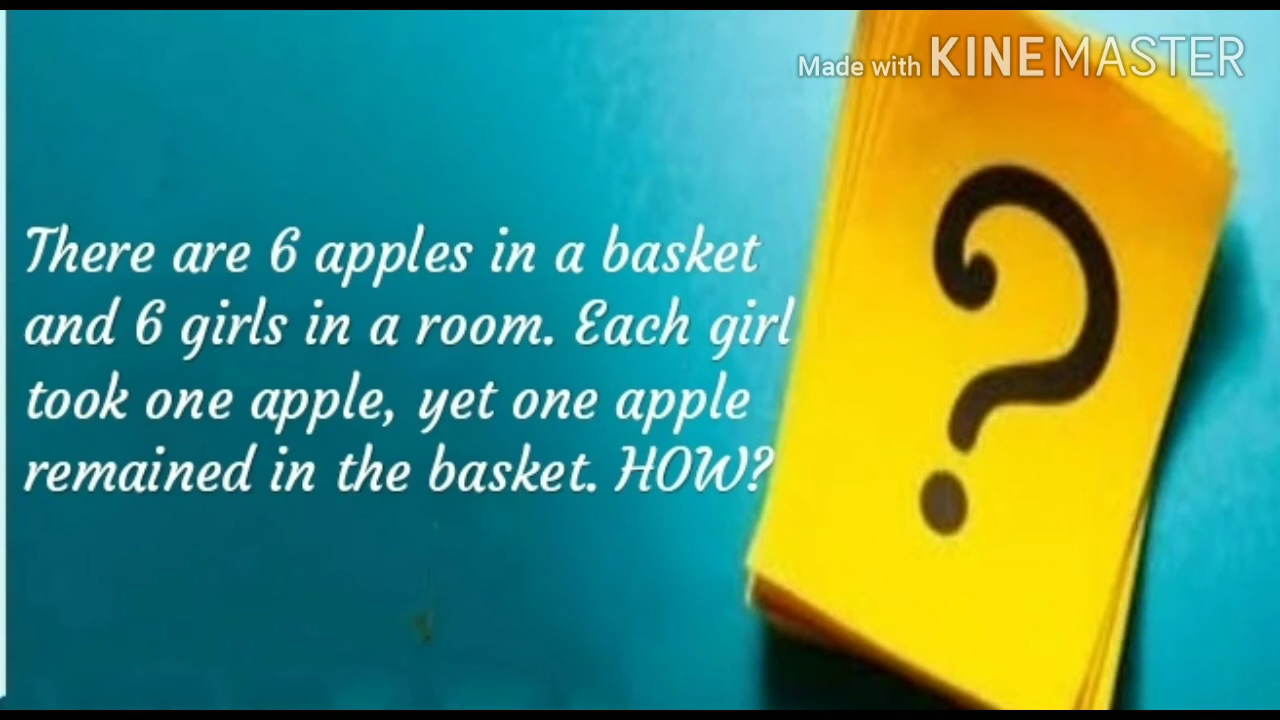 Made with KINEMASTER
There are 6 apples in a basket
and 6 girls in a room. Each girl
took one apple, yet one apple
remained in the basket. HOW?
?